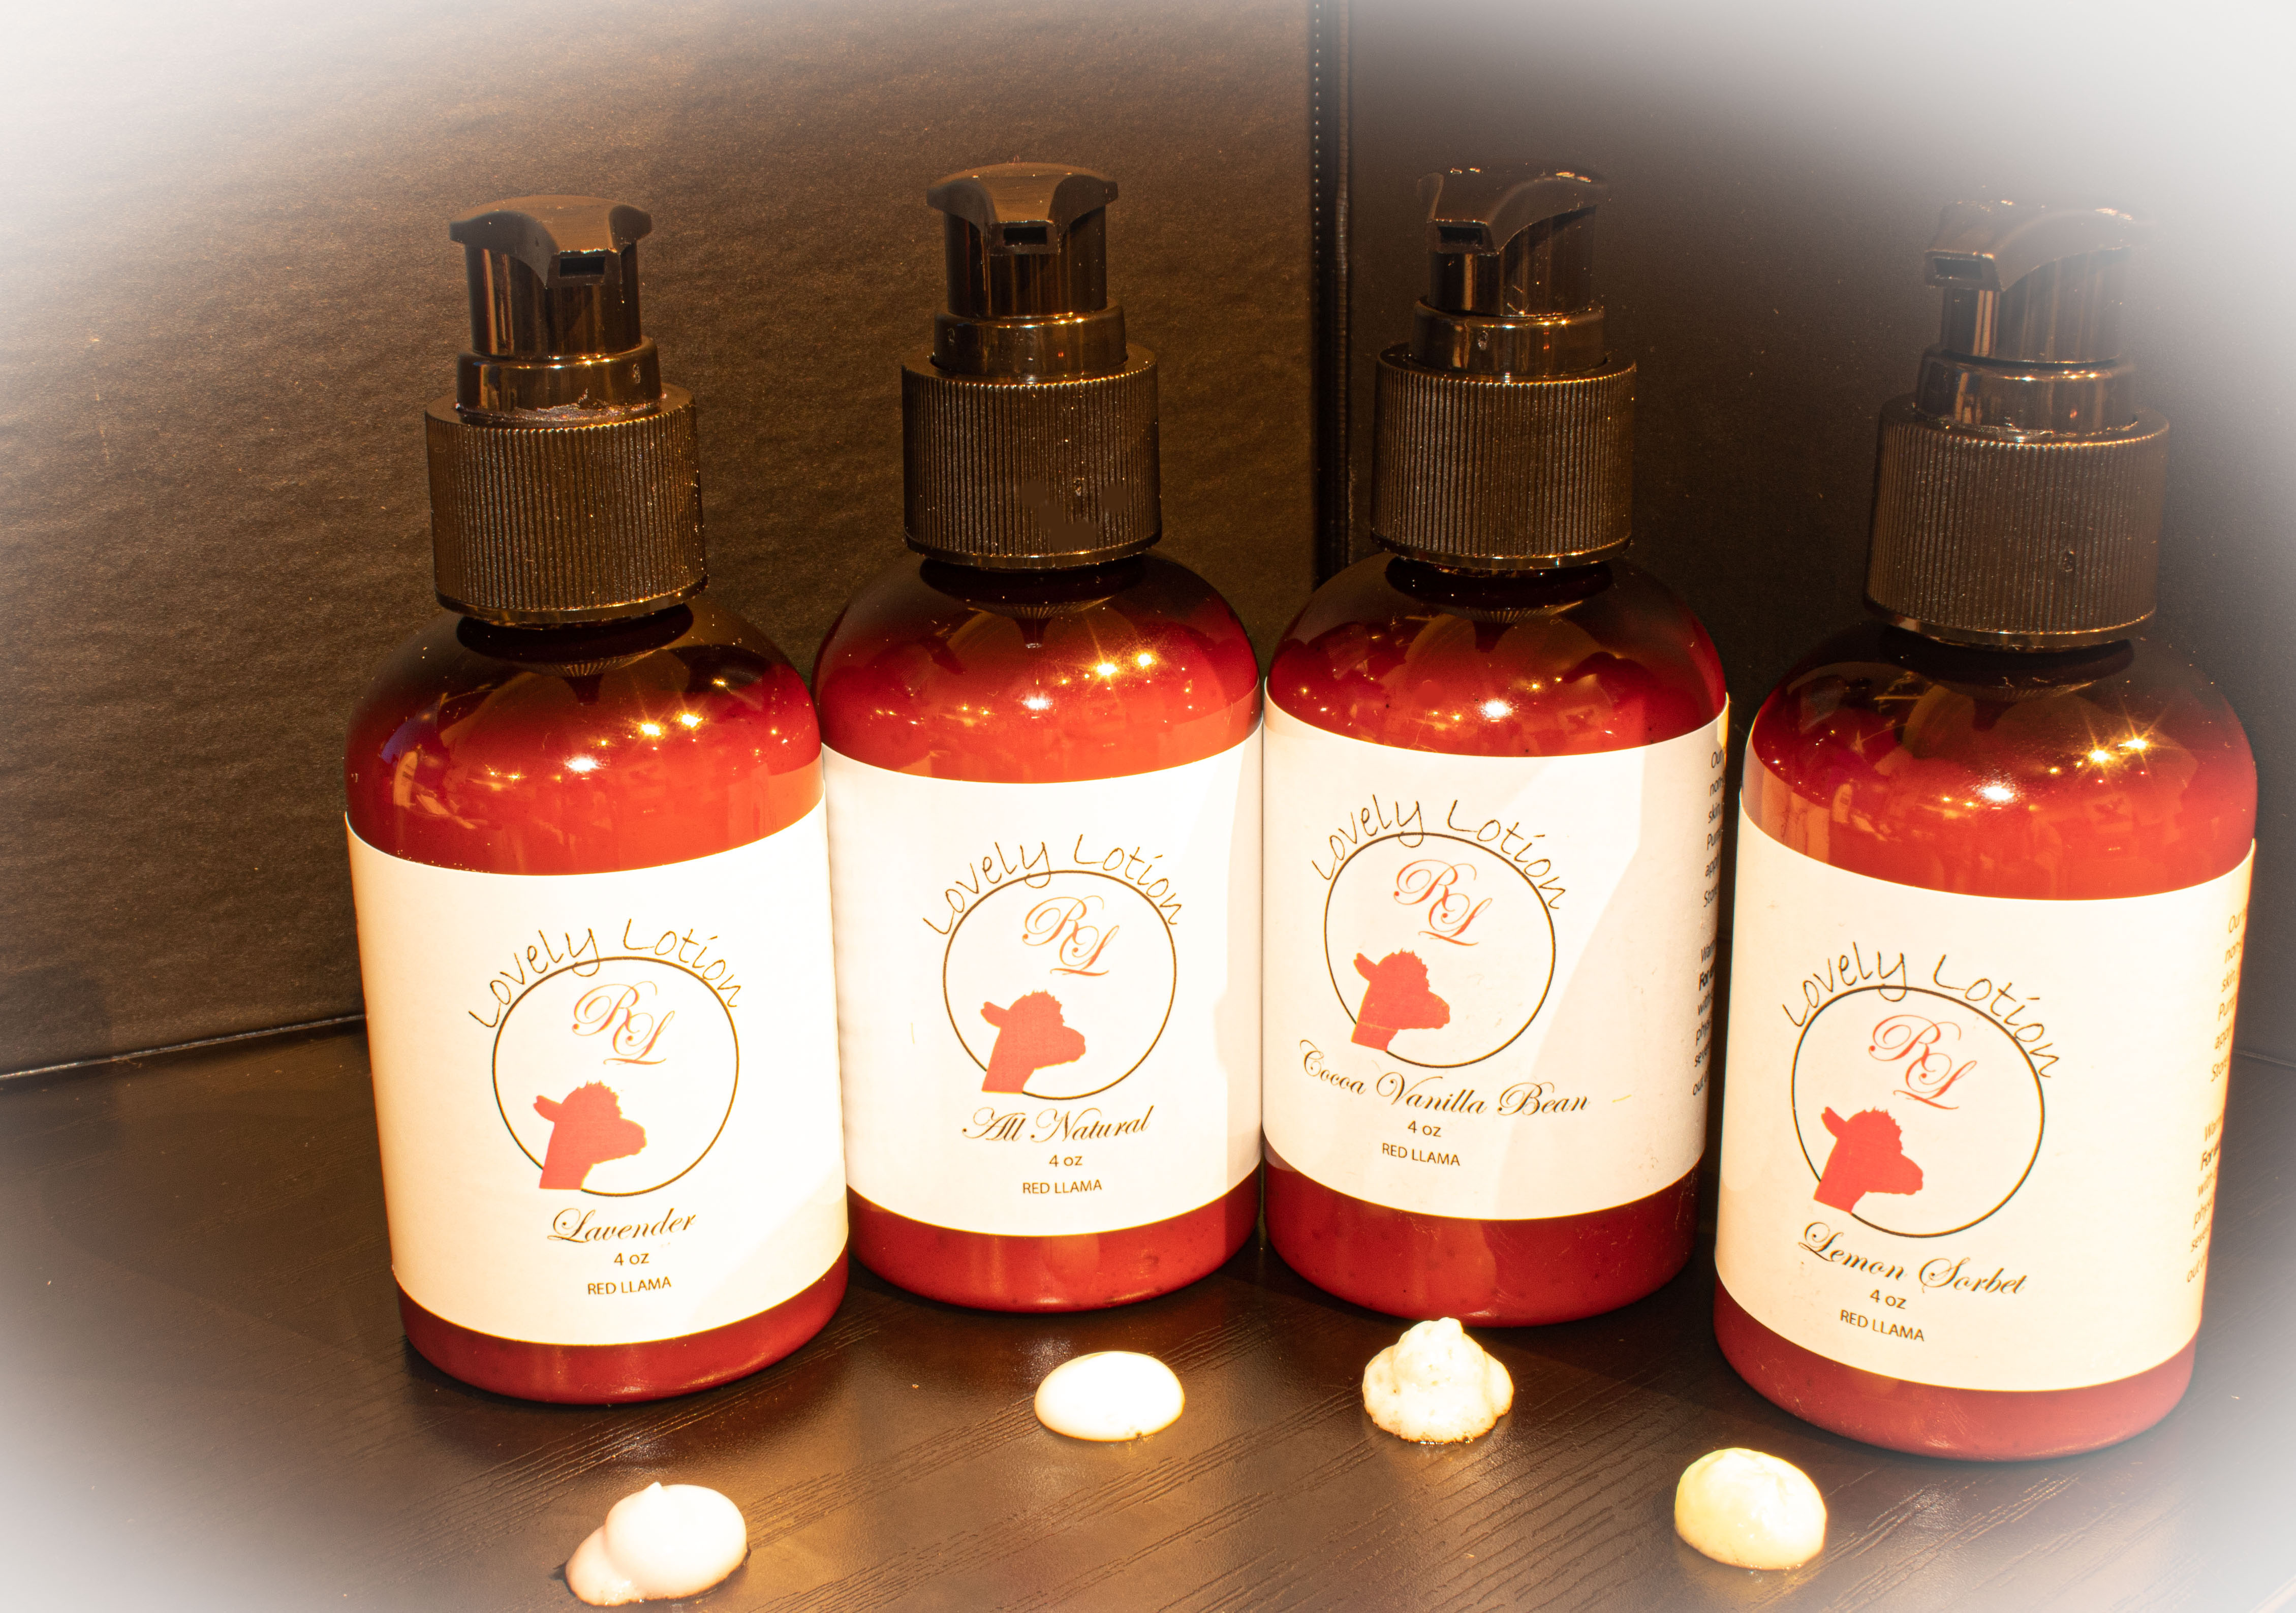 Lovely Lotion
RL
Lavender
4 oz
RED LLAMA
Lovely Lotion
RL
All Natural
4 oz
RED LLAMA
Lovely Lotion
RL
Cocoa Vanilla Bean
4 oz
RED LLAMA
Lovely Lotion
RL
Lemon Sorbet
4 oz
RED LLAMA